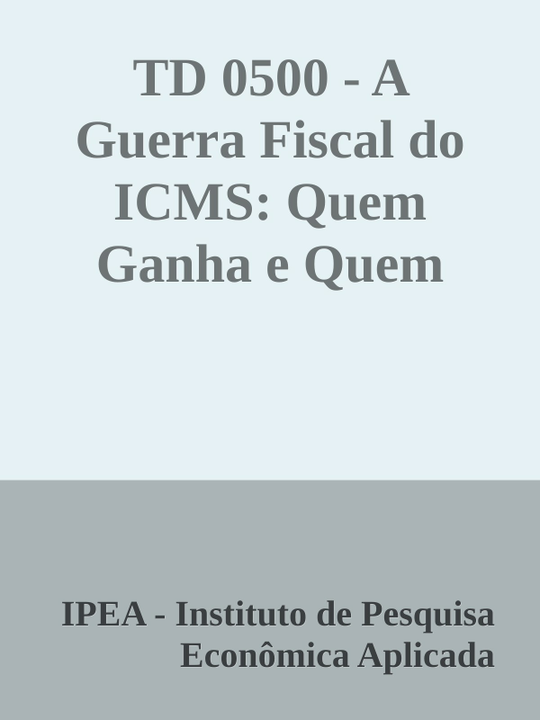 TD 0500 - A
Guerra Fiscal do
ICMS: Quem
Ganha e Quem
IPEA - Instituto de Pesquisa
Econômica Aplicada